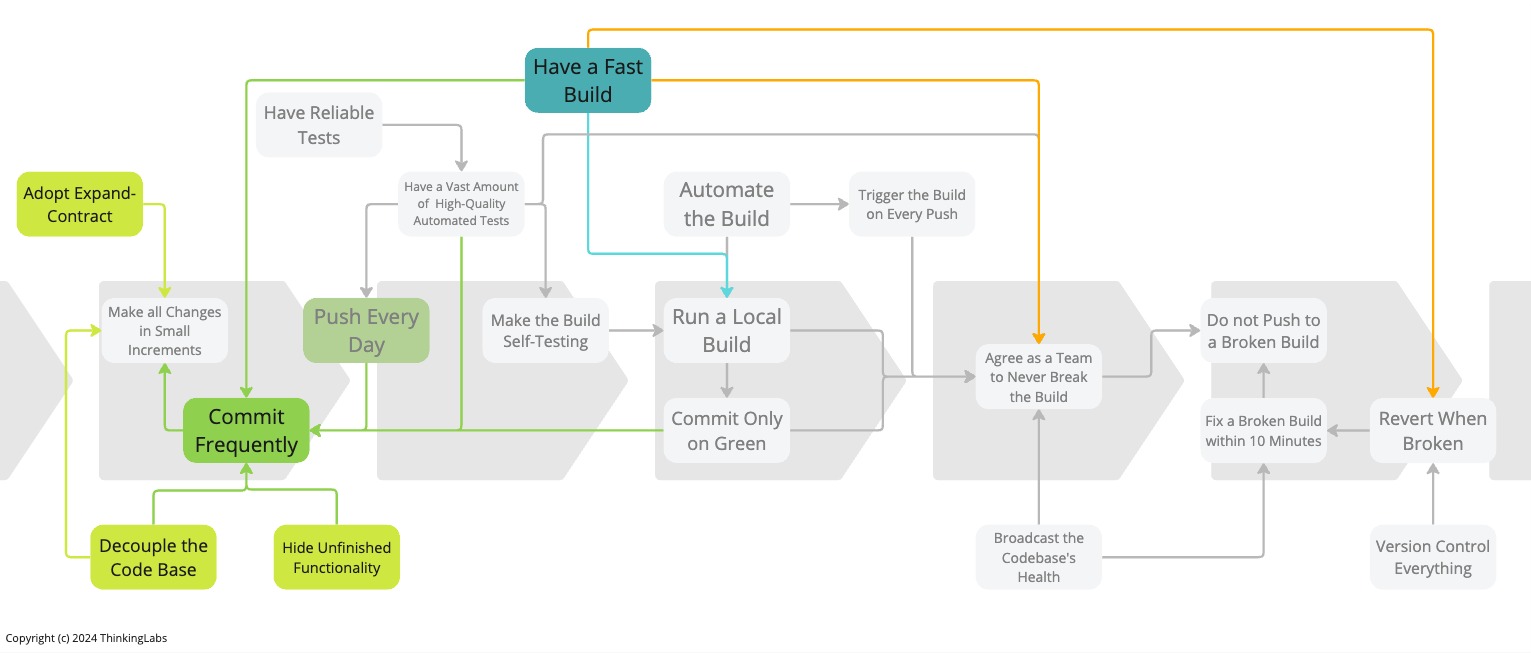 Have a Fast
Build
Have Reliable
Tests
Adopt Expand-
Contract
Have a Vast Amount
of High-Quality
Automated Tests
Automate
the Build
Trigger the Build
on Every Push
Make all Changes
in Small
Increments
Push Every
Day
Make the Build
Self-Testing
Run a Local
Build
Agree as a Team
to Never Break
the Build
Do not Push to
a Broken Build
Commit
Frequently
Commit Only
on Green
Fix a Broken Build
within 10 Minutes
Revert When
Broken
Decouple the
Code Base
Hide Unfinished
Functionality
Broadcast the
Codebase's
Health
Version Control
Everything
Copyright (c) 2024 ThinkingLabs